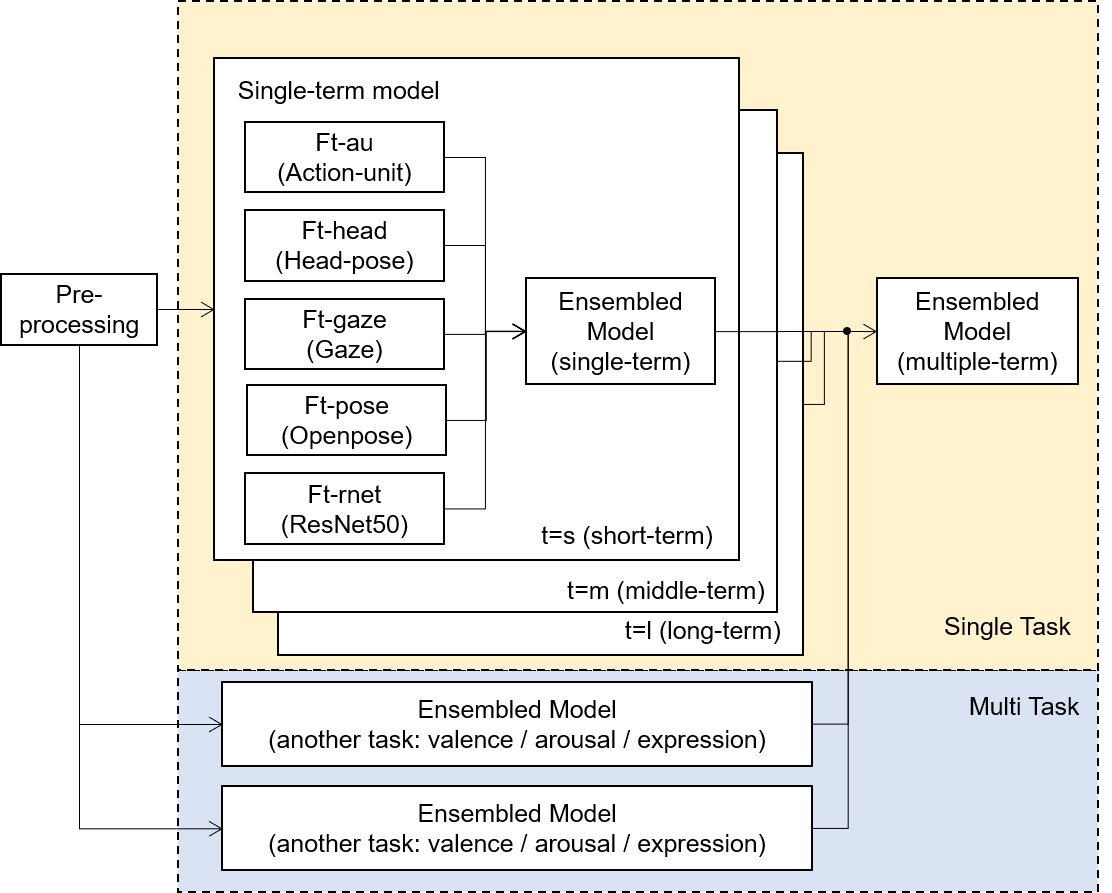 Single-term model
Ft-au
(Action-unit)
Ft-head
(Head-pose)
Pre-
processing
Ft-gaze
(Gaze)
Ft-pose
(Openpose)
Ft-rnet
(ResNet50)
Ensembled
Model
(single-term)
Ensembled
Model
(multiple-term)
t=s (short-term)
t=m (middle-term)
t=l (long-term)
Single Task
Multi Task
Ensembled Model
(another task: valence / arousal / expression)
Ensembled Model
(another task: valence / arousal / expression)